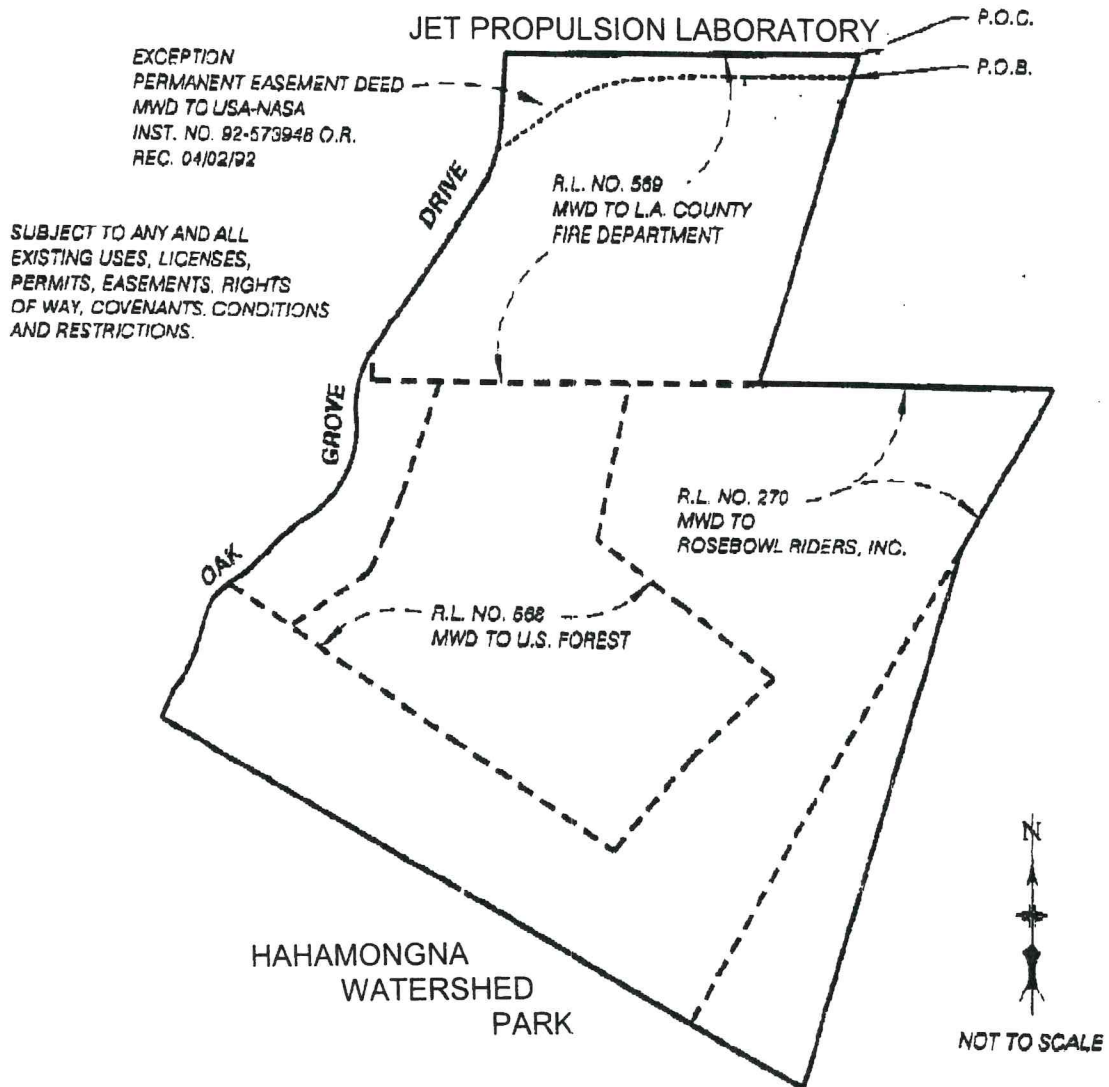 JET PROPULSION LABORATORY
P.O.C.
P.O.B.
EXCEPTION
PERMANENT EASEMENT DEED
MWD TO USA-NASA
INST. NO. 92-573948 O.R.
REC. 04/02/92
SUBJECT TO ANY AND ALL
EXISTING USES, LICENSES,
PERMITS, EASEMENTS, RIGHTS
OF WAY, COVENANTS, CONDITIONS
AND RESTRICTIONS.
R.L. NO. 569
MWD TO L.A. COUNTY
FIRE DEPARTMENT
DRIVE
GROVE
OAK
R.L. NO. 270
MWD TO
ROSEBOWL RIDERS, INC.
R.L. NO. 568
MWD TO U.S. FOREST
HAHAMONGNA
WATERSHED
PARK
N
NOT TO SCALE